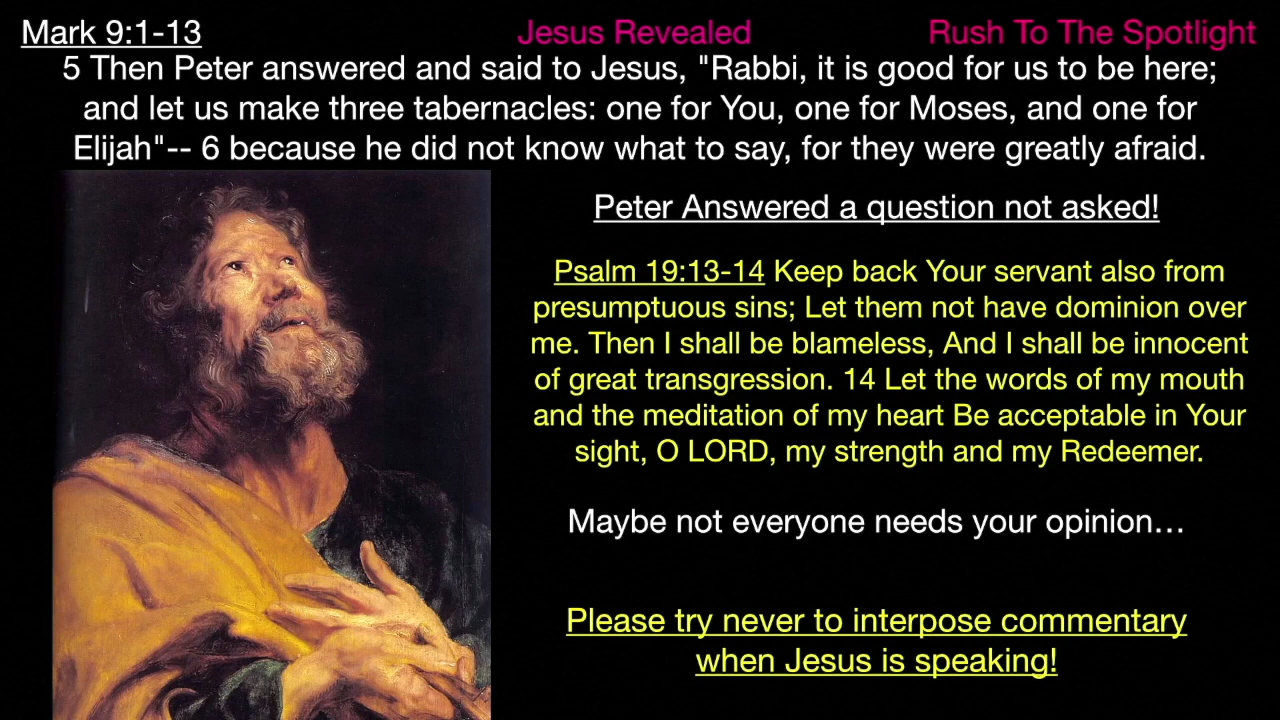 Mark 9:1-13 Jesus Revealed Rush To The Spotlight
5 Then Peter answered and said to Jesus, "Rabbi, it is good for us to be here;
and let us make three tabernacles: one for You, one for Moses, and one for
Elijah"-- 6 because he did not know what to say, for they were greatly afraid.
Peter Answered a question not asked!
Psalm 19:13-14 Keep back Your servant also from
presumptuous sins; Let them not have dominion over
me. Then I shall be blameless, And I shall be innocent
of great transgression. 14 Let the words of my mouth
and the meditation of my heart Be acceptable in Your
sight, O LORD, my strength and my Redeemer.
Maybe not everyone needs your opinion…
Please try never to interpose commentary
when Jesus is speaking!